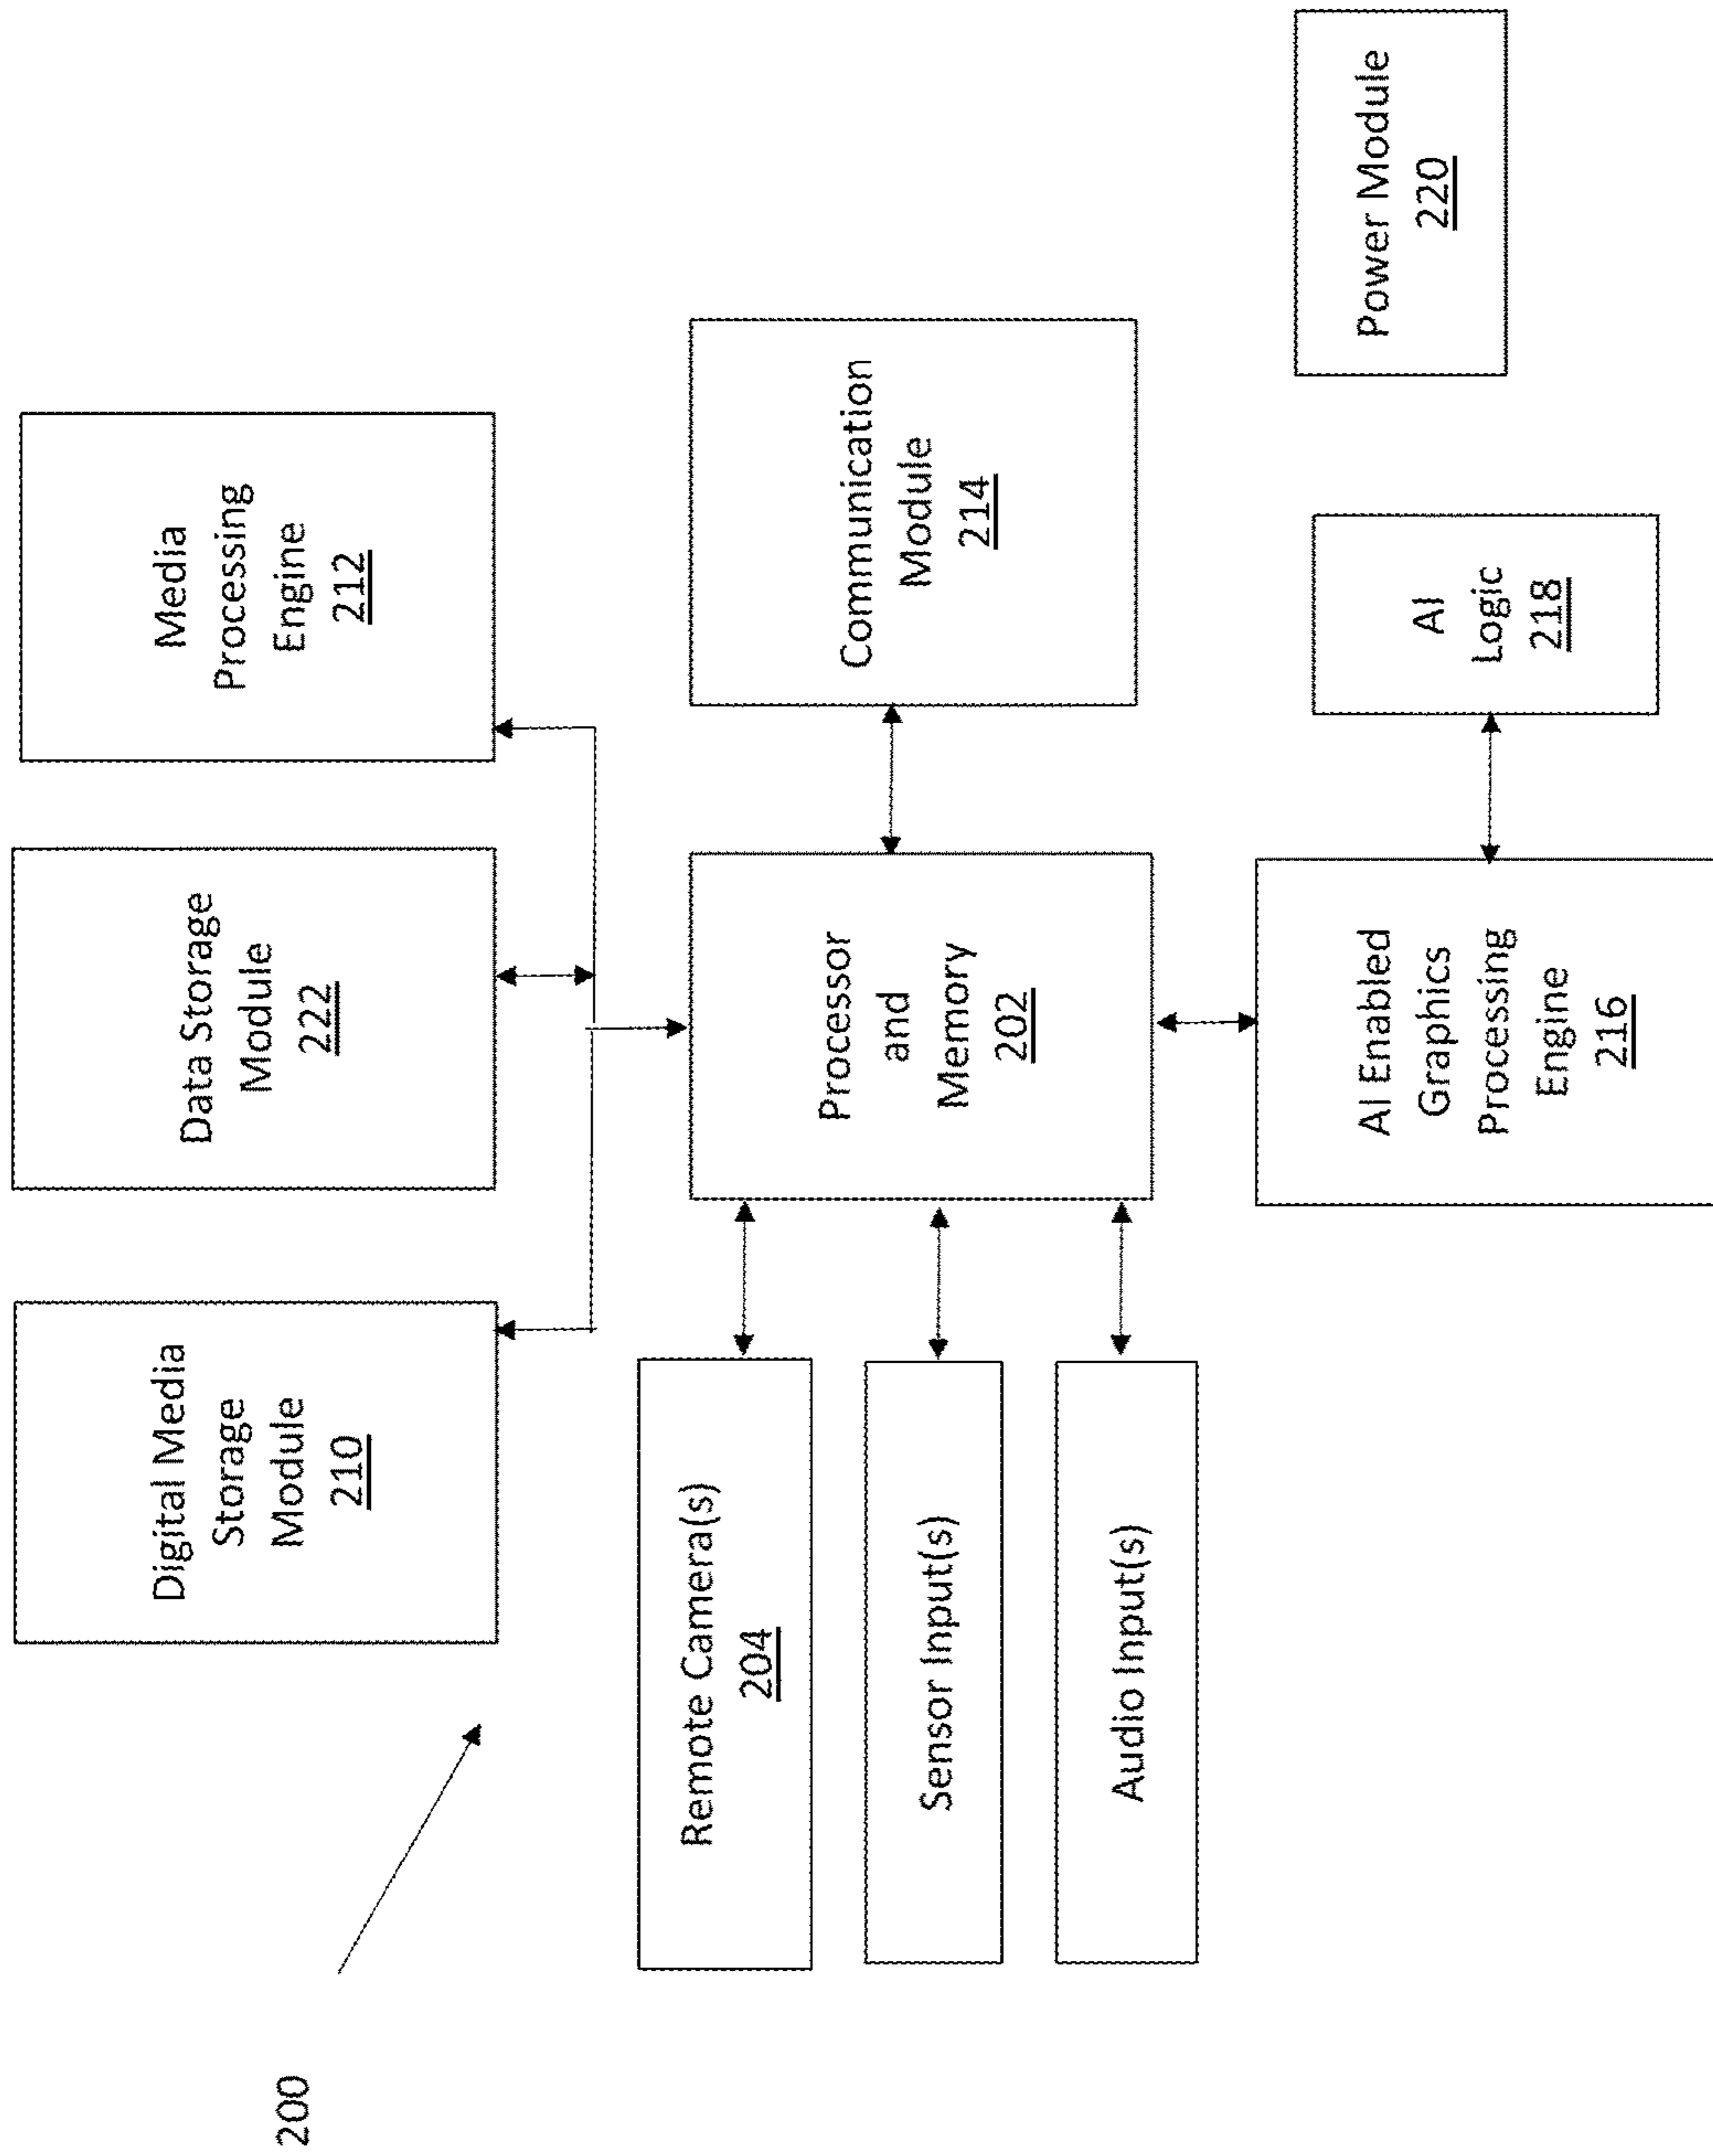 200
Digital Media
Storage
Module
210
Data Storage
Module
222
Media
Processing
Engine
212
Remote Camera(s)
204
Sensor Input(s)
Audio Input(s)
Processor
and
Memory
202
Communication
Module
214
AI Enabled
Graphics
Processing
Engine
216
AI
Logic
218
Power Module
220